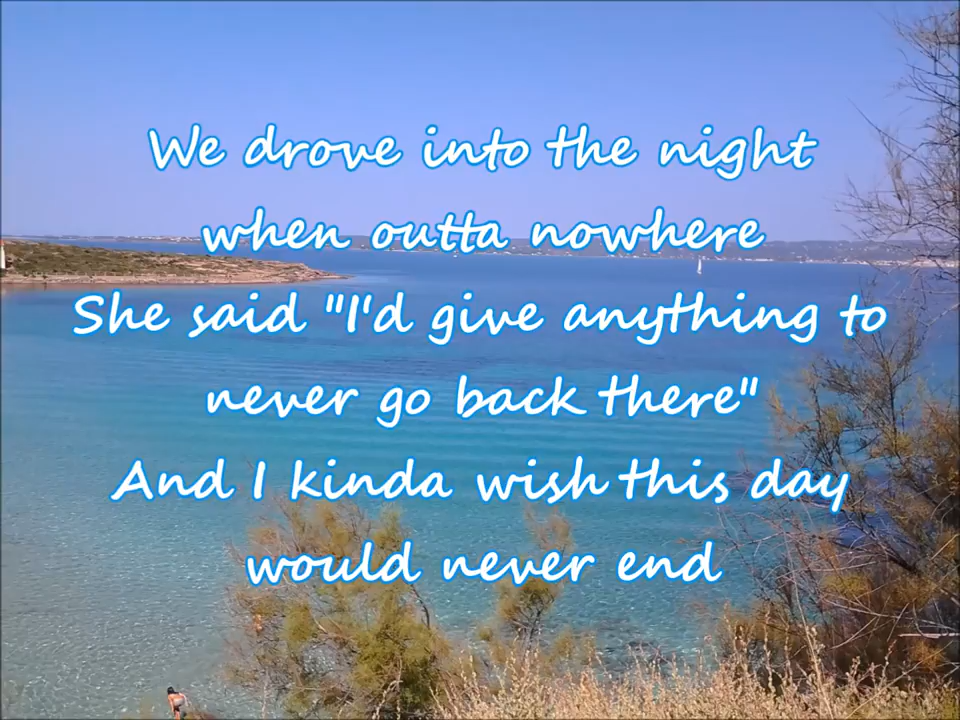 We drove into the night
when outta nowhere
She said "I'd give anything to
never go back there"
And I kinda wish this day
would never end